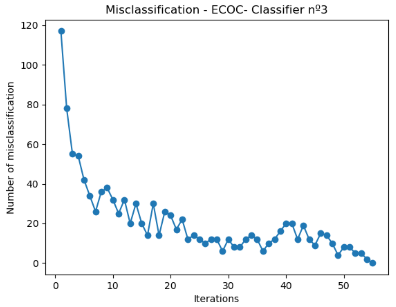 Misclassification - ECOC- Classifier nº3
Number of misclassification
120
100
80
60
40
20
0
0 10 20 30 40 50
Iterations